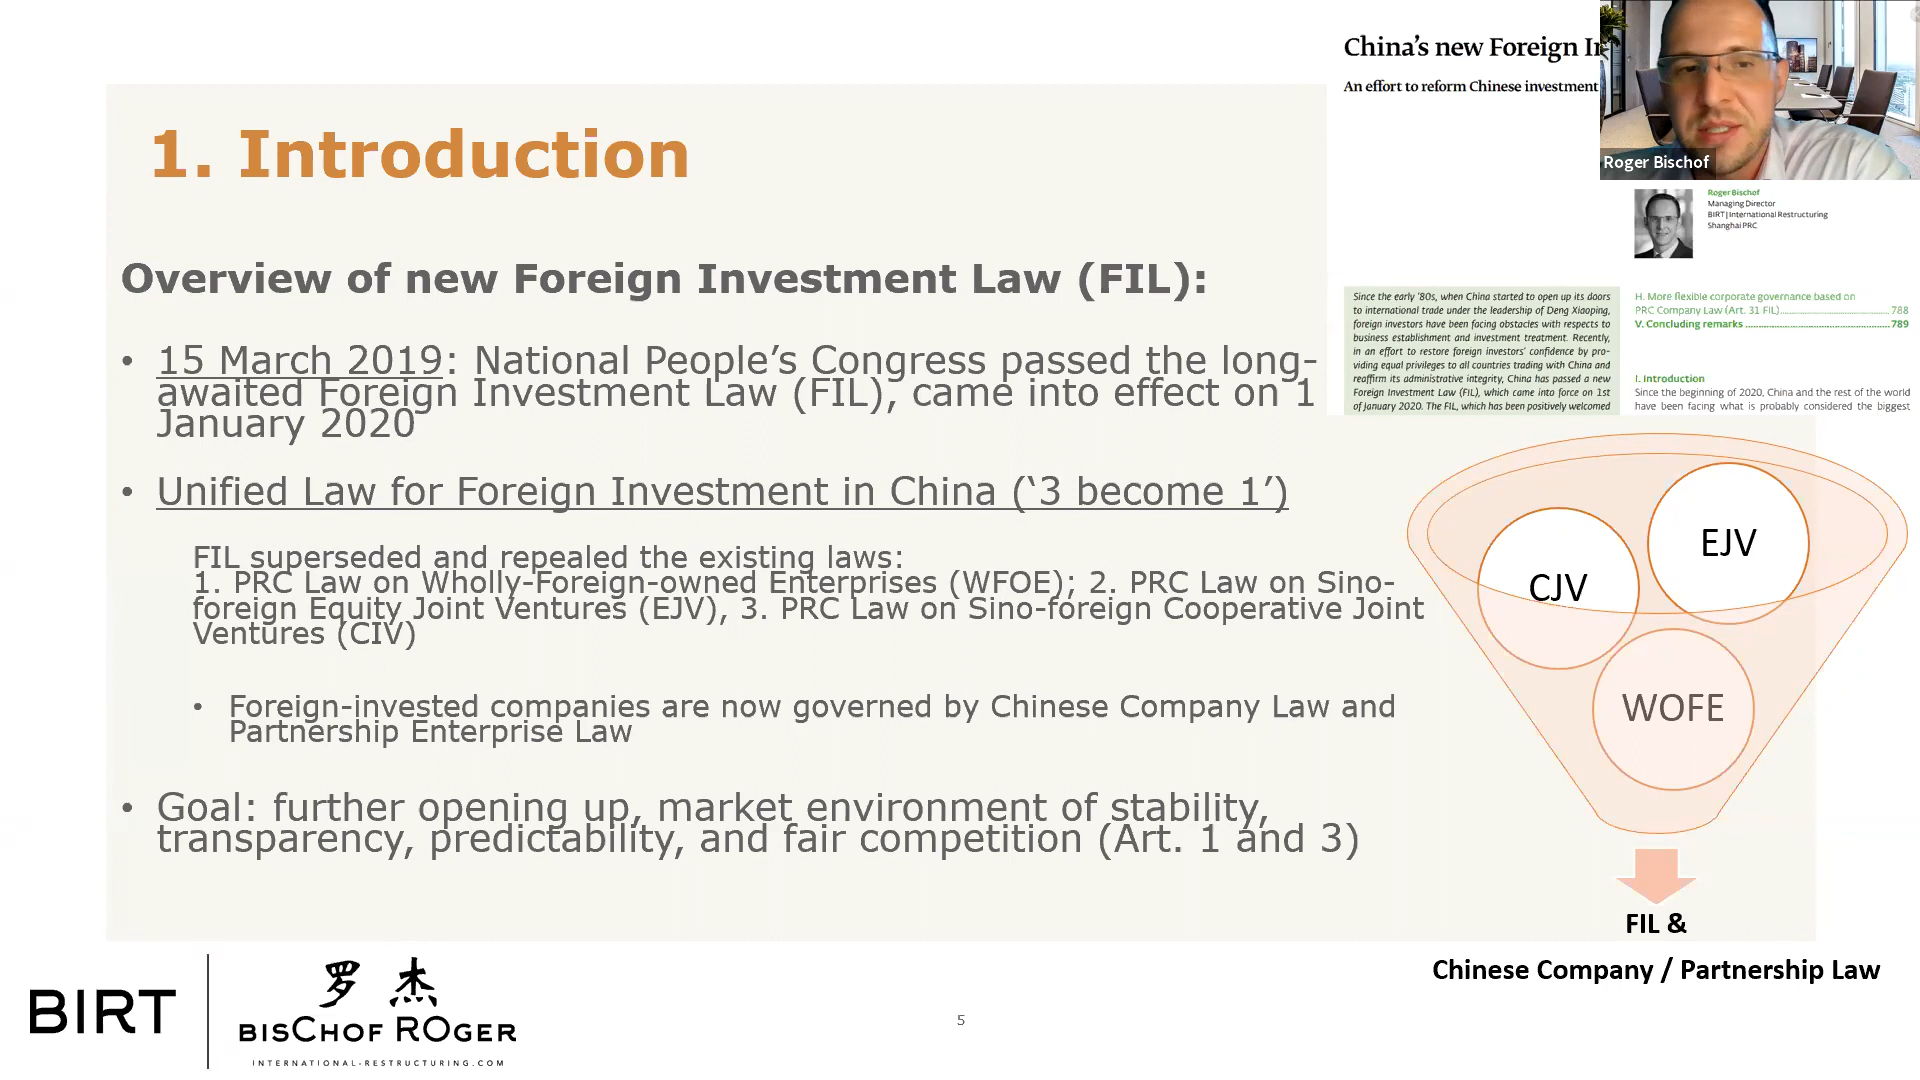 China's new Foreign
An effort to reform Chinese investment
Roger Bischof
1. Introduction
Roger Bischof
Managing Director
BIRT|International Restructuring
Shanghai PRC
Overview of new Foreign Investment Law (FIL):
Since the early '80s, when China started to open up its doors
to international trade under the leadership of Deng Xiaoping,
foreign investors have been facing obstacles with respects to
business establishment and investment treatment. Recently,
in an effort to restore foreign investors' confidence by pro-
viding equal privileges to all countries trading with China and
reaffirm its administrative integrity, China has passed a new
Foreign Investment Law (FIL), which came into force on 1st
of January 2020. The FIL, which has been positively welcomed
H. More flexible corporate governance based on
PRC Company Law (Art. 31 FIL) 788
V. Concluding remarks 789
I. Introduction
Since the beginning of 2020, China and the rest of the world
have been facing what is probably considered the biggest
• 15 March 2019: National People's Congress passed the long-
awaited Foreign Investment Law (FIL), came into effect on 1
January 2020
• Unified Law for Foreign Investment in China ('3 become 1')
FIL superseded and repealed the existing laws:
1. PRC Law on Wholly-Foreign-owned Enterprises (WFOE); 2. PRC Law on Sino-
foreign Equity Joint Ventures (EJV), 3. PRC Law on Sino-foreign Cooperative Joint
Ventures (CIV)
• Foreign-invested companies are now governed by Chinese Company Law and
Partnership Enterprise Law
• Goal: further opening up, market environment of stability,
transparency, predictability, and fair competition (Art. 1 and 3)
EJV
CJV
WOFE
FIL &
Chinese Company / Partnership Law
BIRT
罗 杰
BISCHOF ROGER
INTERNATIONAL-RESTRUCTURING.COM
5